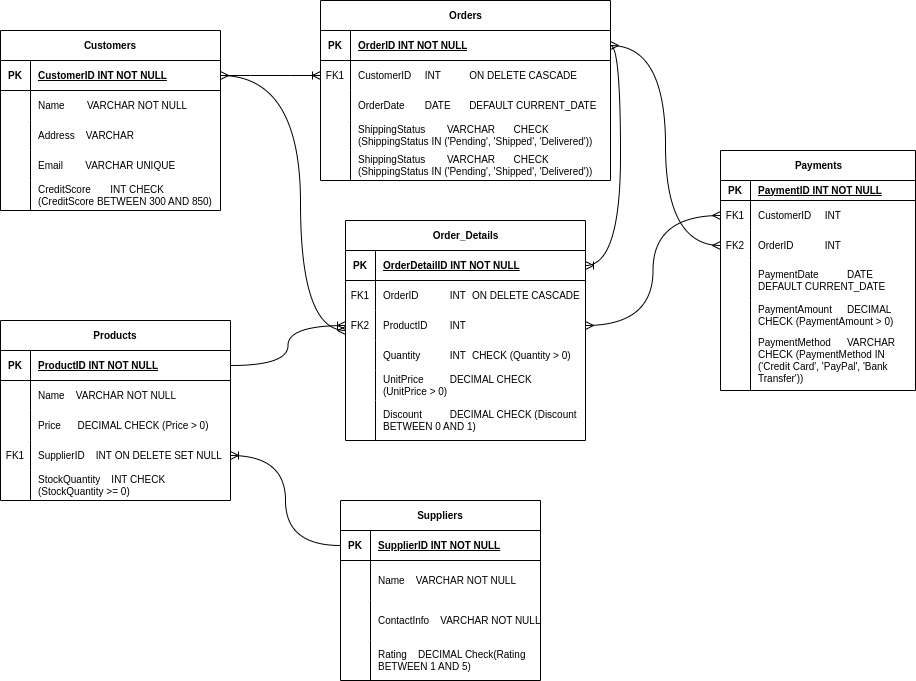 Customers
PK CustomerID INT NOT NULL
Name VARCHAR NOT NULL
Address VARCHAR
Email VARCHAR UNIQUE
CreditScore INT CHECK
(CreditScore BETWEEN 300 AND 850)
Orders
PK OrderID INT NOT NULL
FK1 CustomerID INT ON DELETE CASCADE
OrderDate DATE DEFAULT CURRENT_DATE
ShippingStatus VARCHAR CHECK
(ShippingStatus IN ('Pending', 'Shipped', 'Delivered'))
ShippingStatus VARCHAR CHECK
(ShippingStatus IN ('Pending', 'Shipped', 'Delivered'))
Payments
PK PaymentID INT NOT NULL
FK1 CustomerID INT
FK2 OrderID INT
PaymentDate DATE
DEFAULT CURRENT_DATE
PaymentAmount DECIMAL
CHECK (PaymentAmount > 0)
PaymentMethod VARCHAR
CHECK (PaymentMethod IN
('Credit Card', 'PayPal', 'Bank
Transfer'))
Order_Details
PK OrderDetailID INT NOT NULL
FK1 OrderID INT ON DELETE CASCADE
FK2 ProductID INT
Quantity INT CHECK (Quantity > 0)
UnitPrice DECIMAL CHECK
(UnitPrice > 0)
Discount DECIMAL CHECK (Discount
BETWEEN 0 AND 1)
Products
PK ProductID INT NOT NULL
Name VARCHAR NOT NULL
Price DECIMAL CHECK (Price > 0)
FK1 SupplierID INT ON DELETE SET NULL
StockQuantity INT CHECK
(StockQuantity >= 0)
Suppliers
PK SupplierID INT NOT NULL
Name VARCHAR NOT NULL
ContactInfo VARCHAR NOT NULL
Rating DECIMAL Check(Rating
BETWEEN 1 AND 5)